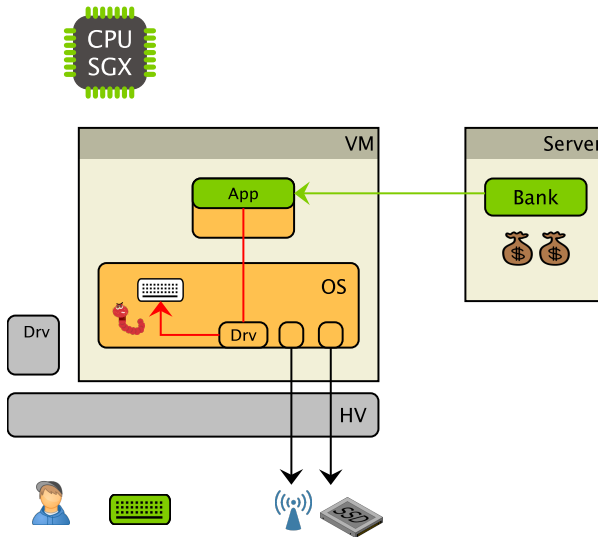 CPU
SGX
VM
Server
App
Bank
$ $
OS
Drv
Drv
HV
SSD